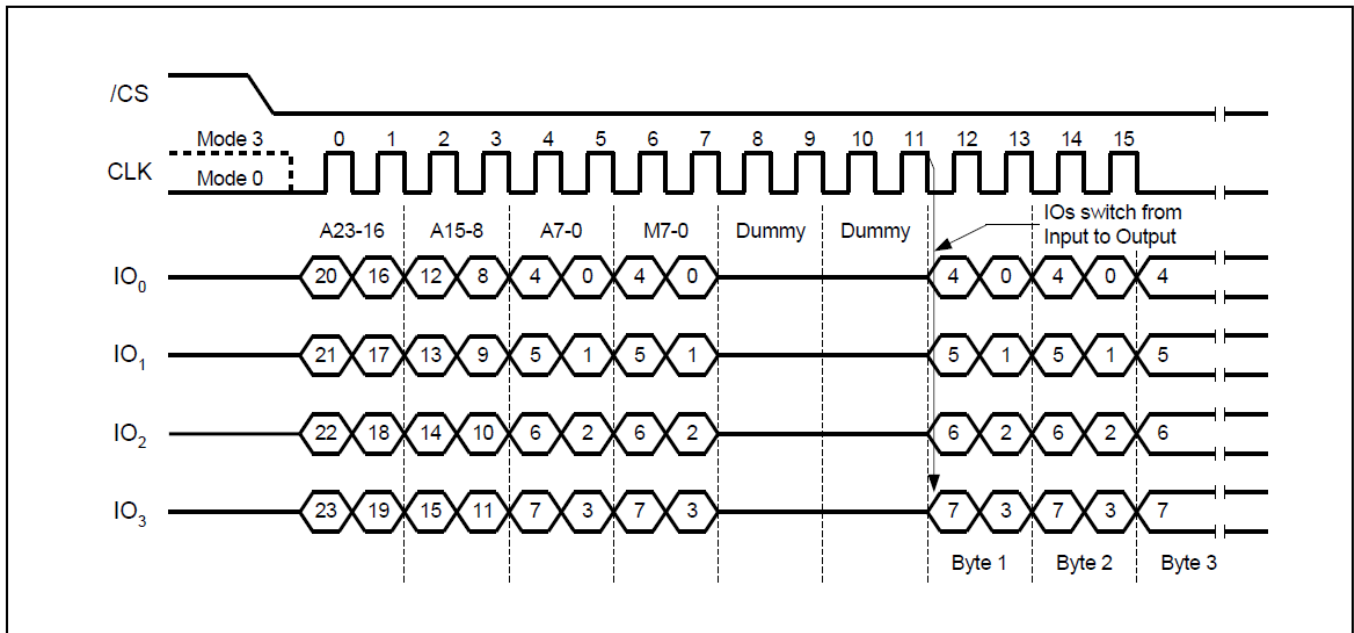 /CS
Mode 3 0 1 2 3 4 5 6 7 8 9 10 11 12 13 14 15
CLK
Mode 0
IOs switch from
Input to Output
A23-16 A15-8 A7-0 M7-0 Dummy Dummy
IO0 20 16 12 8 4 0 4 0 4 0 4 0 4
IO1 21 17 13 9 5 1 5 1 5 1 5 1 5
IO2 22 18 14 10 6 2 6 2 6 2 6 2 6
IO3 23 19 15 11 7 3 7 3 7 3 7 3 7
Byte 1 Byte 2 Byte 3